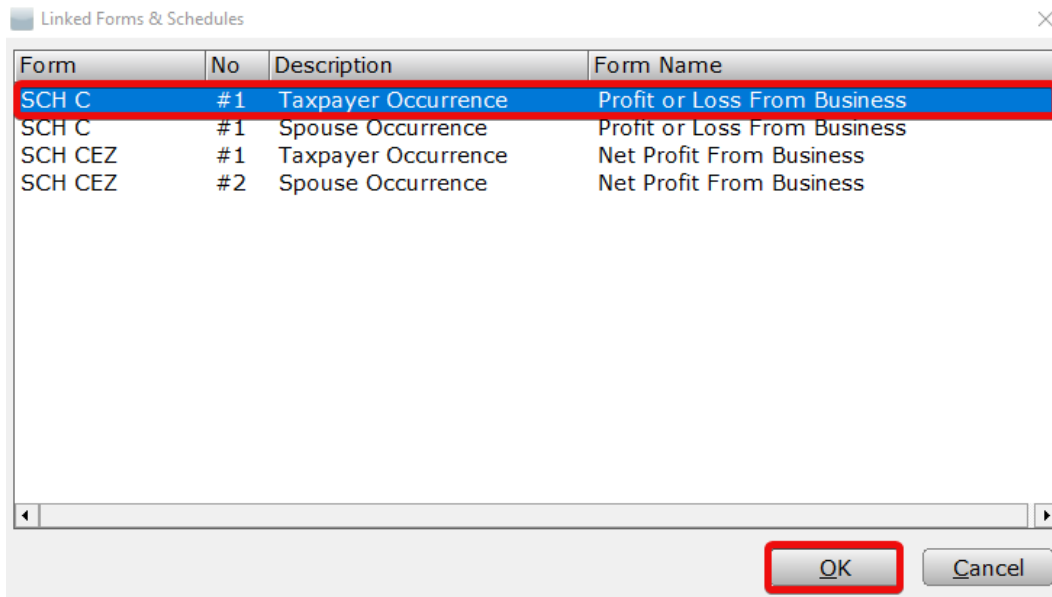 Linked Forms & Schedules
Form No Description Form Name
SCH C #1 Taxpayer Occurrence Profit or Loss From Business
SCH C #1 Spouse Occurrence Profit or Loss From Business
SCH CEZ #1 Taxpayer Occurrence Net Profit From Business
SCH CEZ #2 Spouse Occurrence Net Profit From Business
OK Cancel